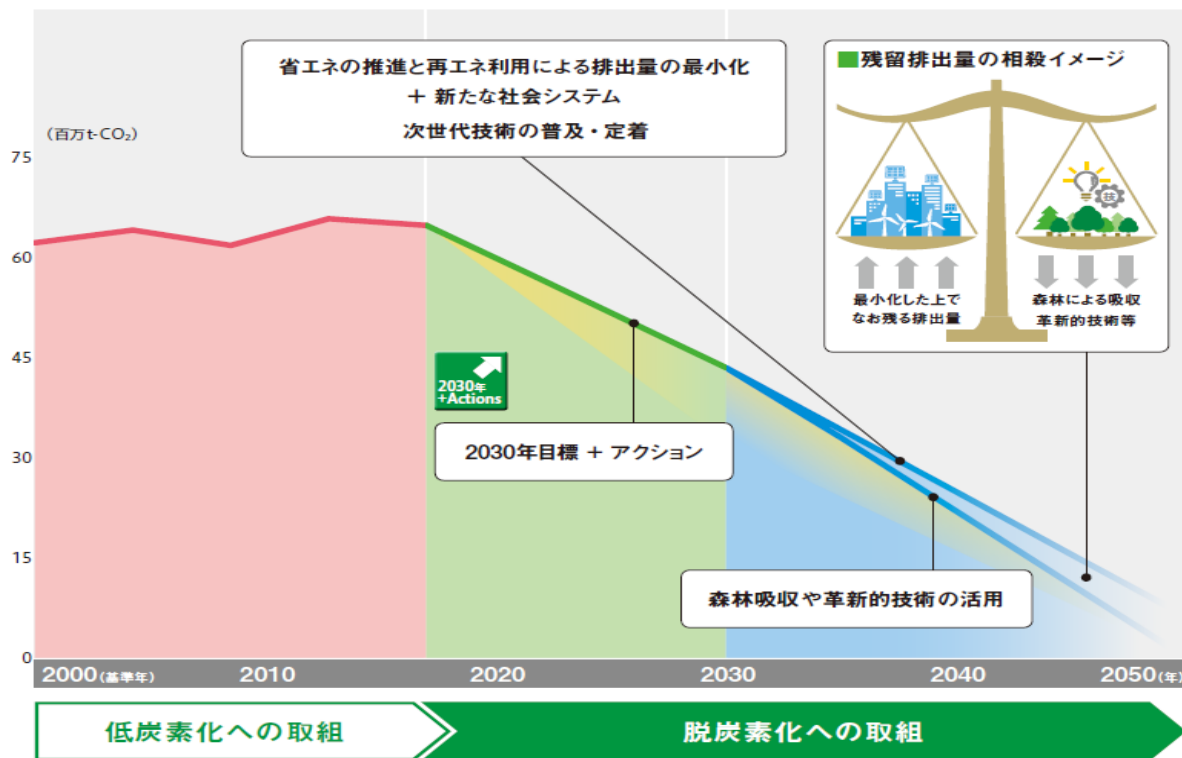 省エネの推進と再エネ利用による排出量の最小化
+ 新たな社会システム
次世代技術の普及・定着
■残留排出量の相殺イメージ
技
最小化した上で
なお残る排出量
森林による吸収
革新的技術等
(百万t-CO₂)
75
60
45
30
15
0
2030年
+Actions
2030年目標 + アクション
森林吸収や革新的技術の活用
2000(基準年) 2010 2020 2030 2040 2050(年)
低炭素化への取組
脱炭素化への取組